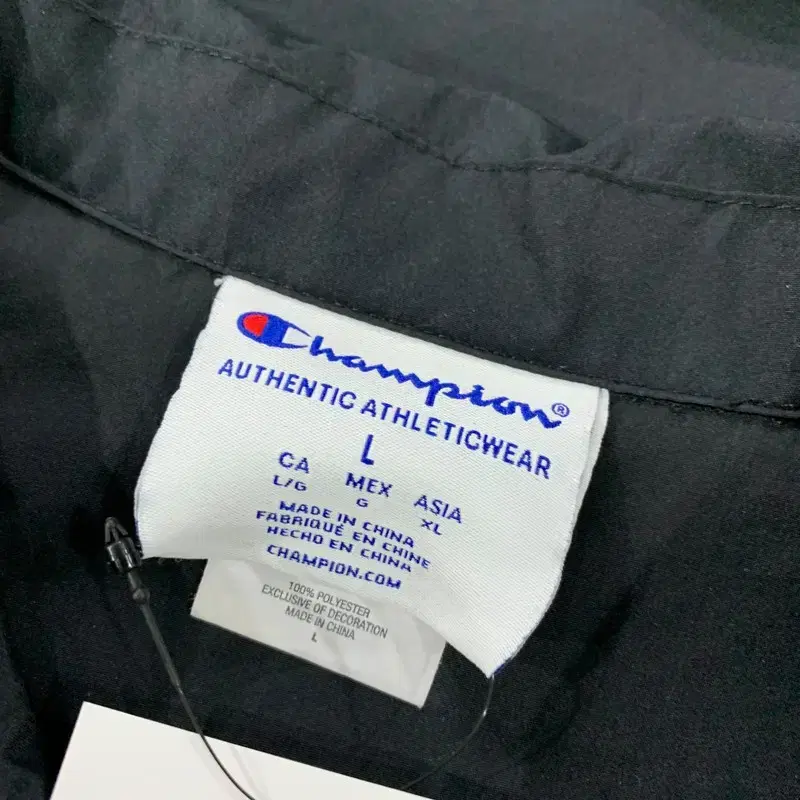 Champion®
AUTHENTIC ATHLETICWEAR
L
CA MEX ASIA
L/G G XL
MADE IN CHINA
FABRIQUÉ EN CHINE
HECHO EN CHINA
CHAMPION.COM
100% POLYESTER
EXCLUSIVE OF DECORATION
MADE IN CHINA
L